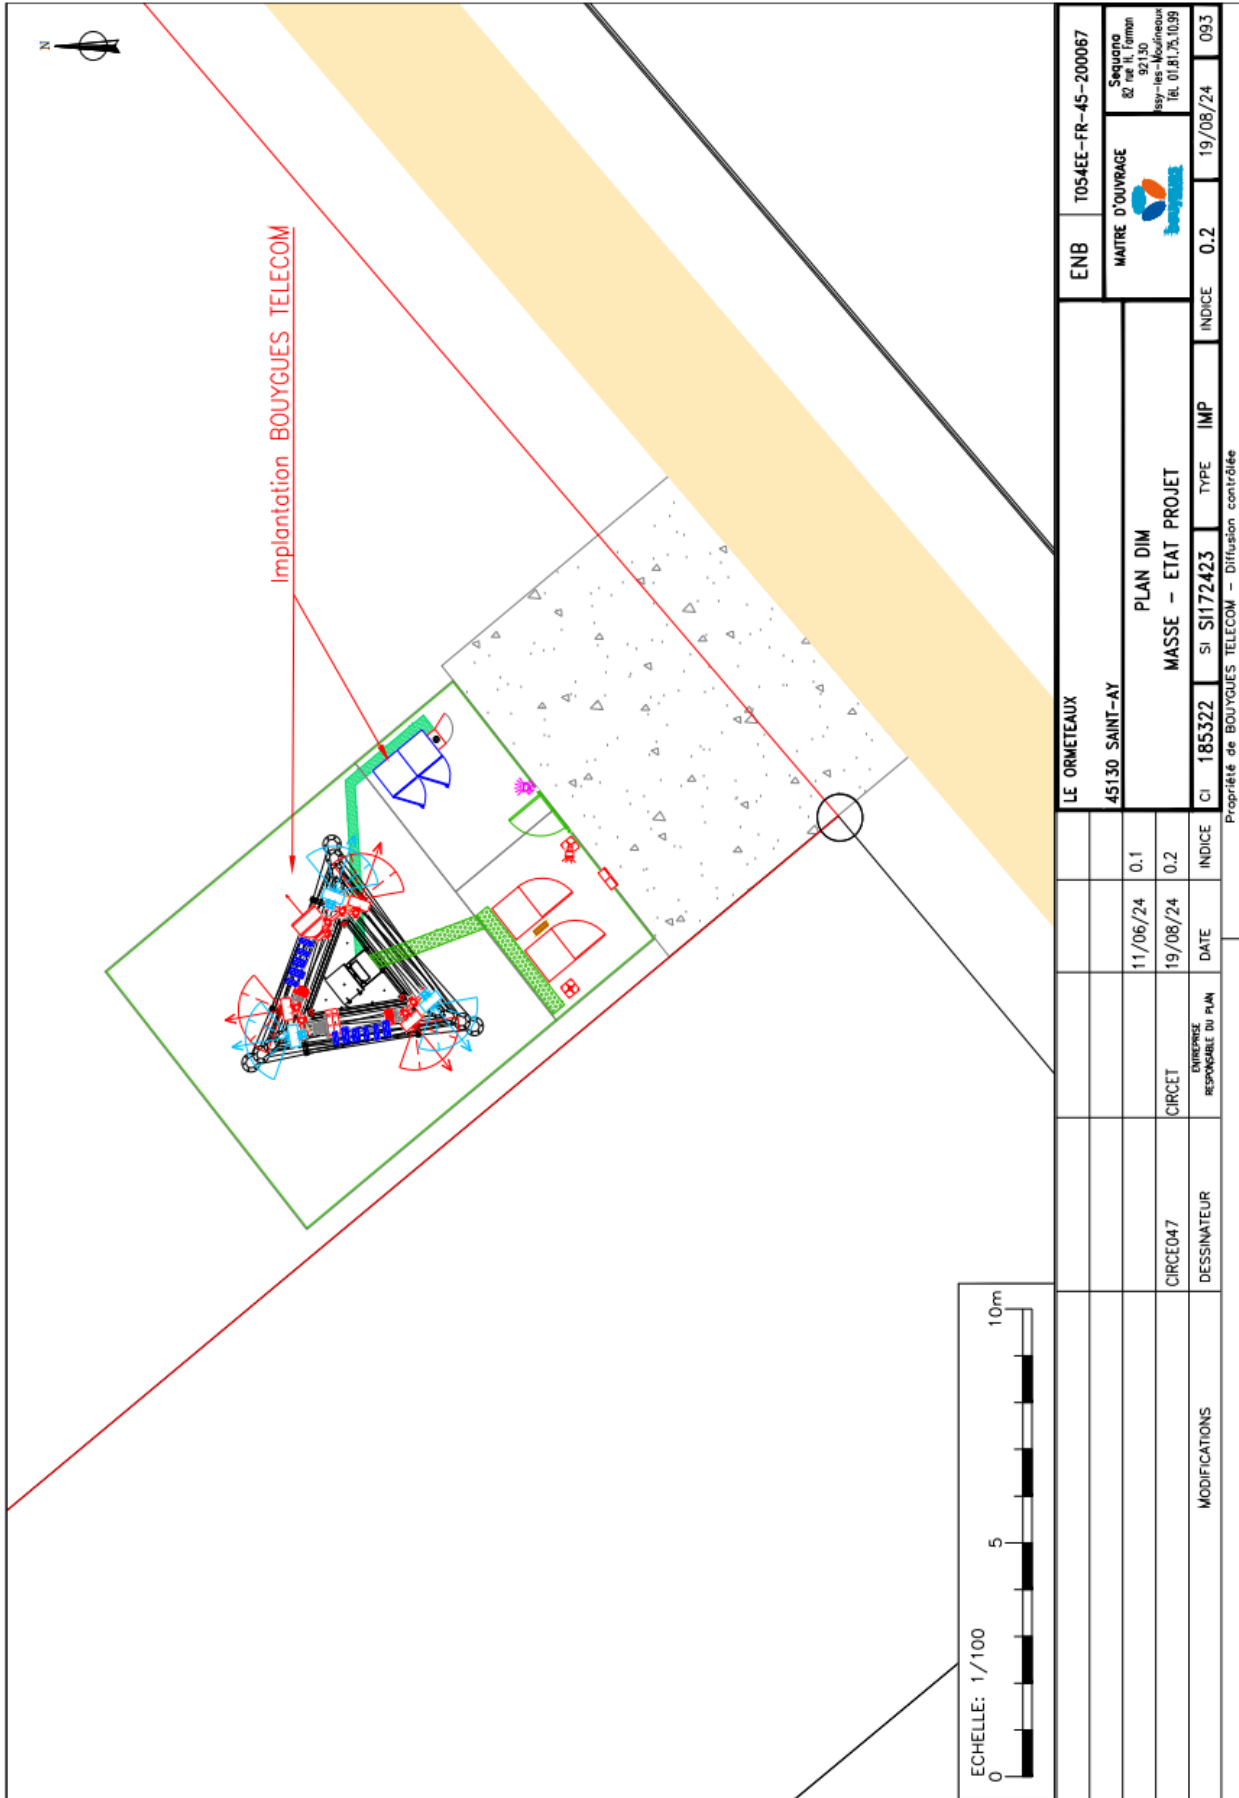 N
Implantation BOUYGUES TELECOM
ECHELLE: 1/100
0
5
10m
LE ORMETEAUX
45130 SAINT-AY
PLAN DIM
MASSE - ETAT PROJET
ENB
T054EE-FR-45-200067
MAITRE D'OUVRAGE
bouygues
Sequana
82 rue H. Farman
92130
Issy-les-Moulineaux
Tél. 01.81.75.10.99
11/06/24
0.1
CIRCE047
CIRCET
19/08/24
0.2
MODIFICATIONS
DESSINATEUR
ENTREPRISE
RESPONSABLE DU PLAN
DATE
INDICE
CI
185322
SI
SI172423
TYPE
IMP
INDICE
0.2
19/08/24
093
Propriété de BOUYGUES TELECOM - Diffusion contrôlée